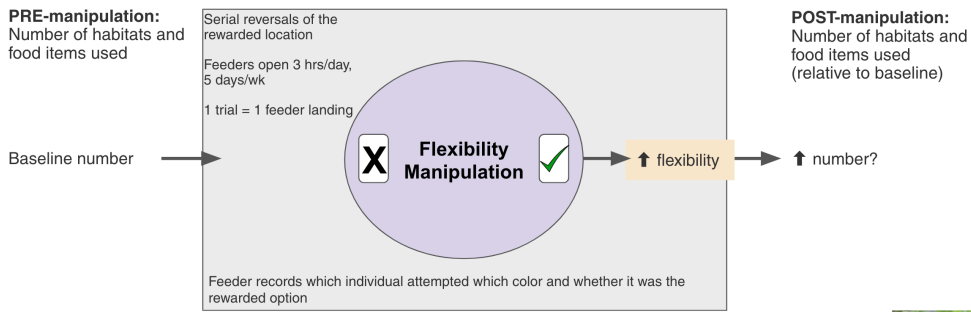 PRE-manipulation:
Number of habitats and
food items used
Serial reversals of the
rewarded location
Feeders open 3 hrs/day,
5 days/wk
1 trial = 1 feeder landing
POST-manipulation:
Number of habitats and
food items used
(relative to baseline)
Baseline number
X
Flexibility
Manipulation
flexibility
number?
Feeder records which individual attempted which color and whether it was the
rewarded option